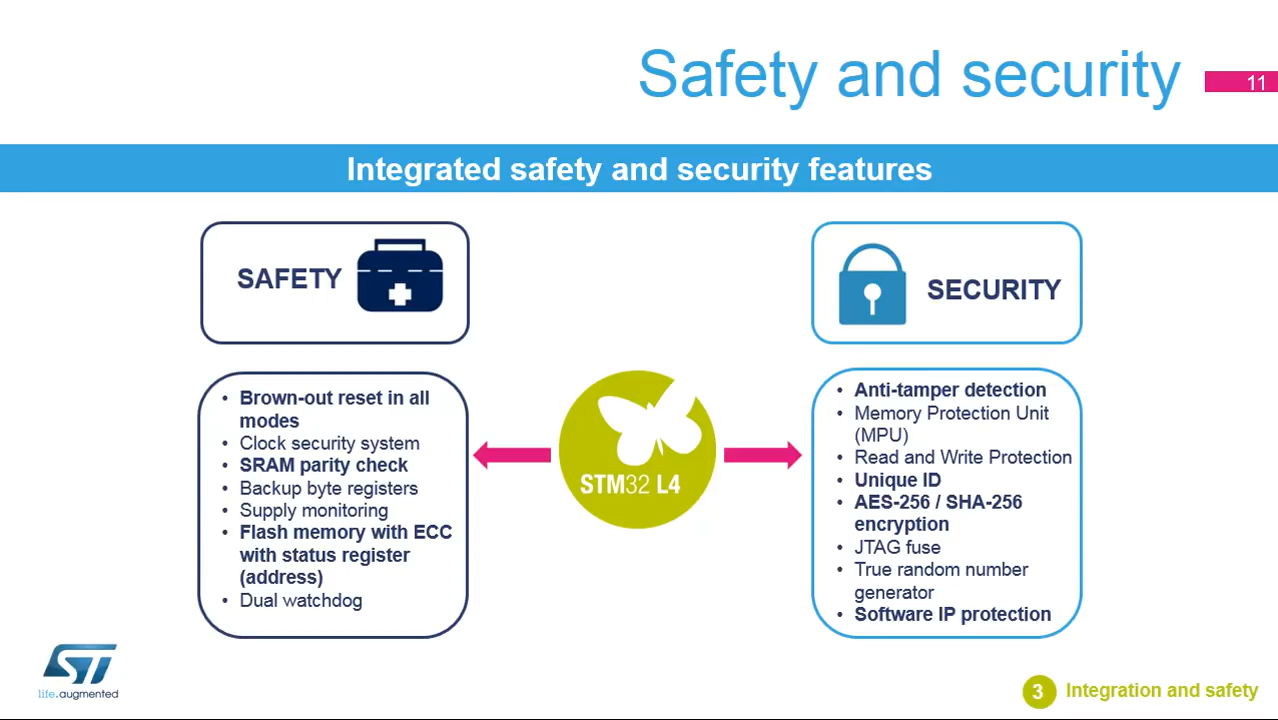 Safety and security
11
Integrated safety and security features
SAFETY
SECURITY
• Brown-out reset in all
modes
• Clock security system
• SRAM parity check
• Backup byte registers
• Supply monitoring
• Flash memory with ECC
with status register
(address)
• Dual watchdog
STM32 L4
• Anti-tamper detection
• Memory Protection Unit
(MPU)
• Read and Write Protection
• Unique ID
• AES-256 / SHA-256
encryption
• JTAG fuse
• True random number
generator
• Software IP protection
ST
life.augmented
3 Integration and safety